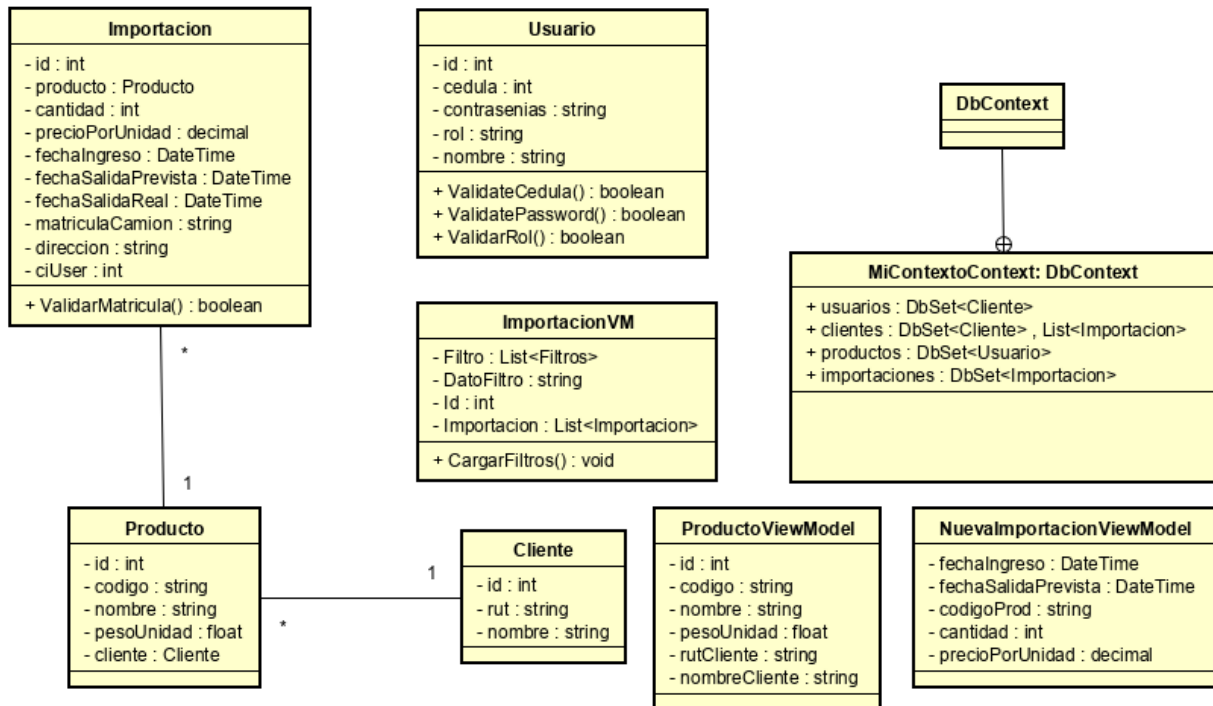 Importacion
- id : int
- producto : Producto
- cantidad : int
- precioPorUnidad : decimal
- fechaIngreso : DateTime
- fechaSalidaPrevista : DateTime
- fechaSalidaReal : DateTime
- matriculaCamion : string
- direccion : string
- ciUser : int
+ ValidarMatricula() : boolean
Usuario
- id : int
- cedula : int
- contrasenias : string
- rol : string
- nombre : string
+ ValidateCedula() : boolean
+ ValidatePassword() : boolean
+ ValidarRol() : boolean
DbContext
MiContextoContext: DbContext
+ usuarios : DbSet<Cliente>
+ clientes : DbSet<Cliente> , List<Importacion>
+ productos : DbSet<Usuario>
+ importaciones : DbSet<Importacion>
ImportacionVM
- Filtro : List<Filtros>
- DatoFiltro : string
- Id : int
- Importacion : List<Importacion>
+ CargarFiltros() : void
*
1
Producto
- id : int
- codigo : string
- nombre : string
- pesoUnidad : float
- cliente : Cliente
*
1
Cliente
- id : int
- rut : string
- nombre : string
ProductoViewModel
- id : int
- codigo : string
- nombre : string
- pesoUnidad : float
- rutCliente : string
- nombreCliente : string
NuevaImportacionViewModel
- fechaIngreso : DateTime
- fechaSalidaPrevista : DateTime
- codigoProd : string
- cantidad : int
- precioPorUnidad : decimal